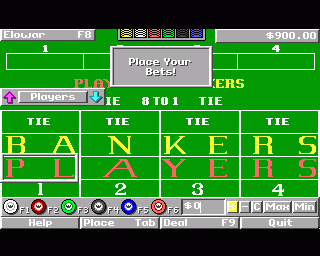 Elowar F8 $900.00
1 4
Place Your
Bets!
PLAY KERS
Players TIE 8 TO 1 TIE
TIE TIE TIE TIE
BANKERS
PLAYERS
1 2 3 4
F1 F2 F3 F4 F5 F6 $0 + - C Max Min
Help Place Tab Deal F9 Quit